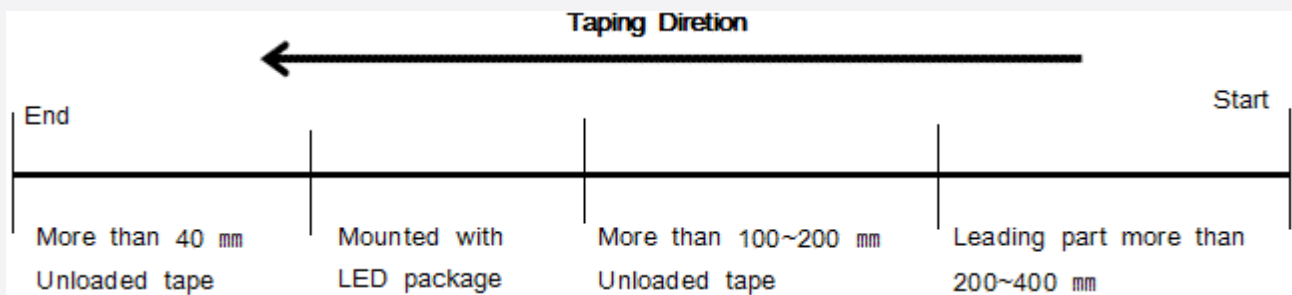 Taping Diretion
End
Start
More than 40 ㎜
Unloaded tape
Mounted with
LED package
More than 100~200 ㎜
Unloaded tape
Leading part more than
200~400 ㎜